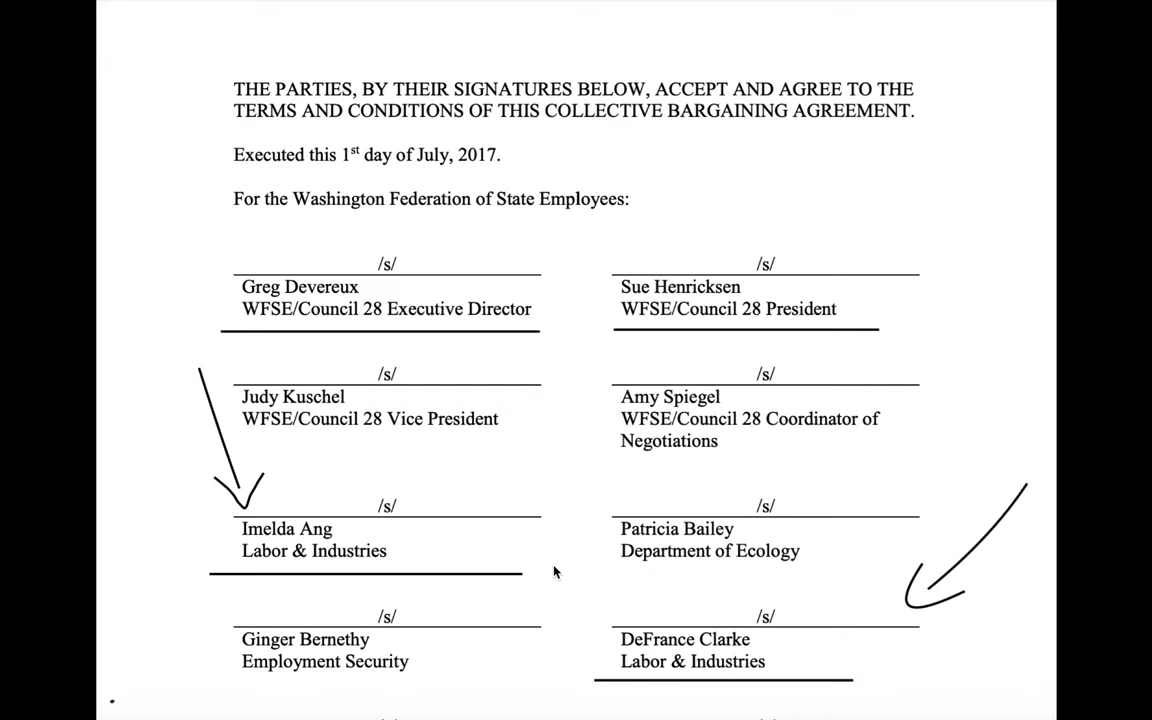 THE PARTIES, BY THEIR SIGNATURES BELOW, ACCEPT AND AGREE TO THE
TERMS AND CONDITIONS OF THIS COLLECTIVE BARGAINING AGREEMENT.
Executed this 1st day of July, 2017.
For the Washington Federation of State Employees:
/s/
Greg Devereux
WFSE/Council 28 Executive Director
/s/
Sue Henricksen
WFSE/Council 28 President
/s/
Judy Kuschel
WFSE/Council 28 Vice President
/s/
Amy Spiegel
WFSE/Council 28 Coordinator of
Negotiations
/s/
Imelda Ang
Labor & Industries
/s/
Patricia Bailey
Department of Ecology
/s/
Ginger Bernethy
Employment Security
/s/
DeFrance Clarke
Labor & Industries